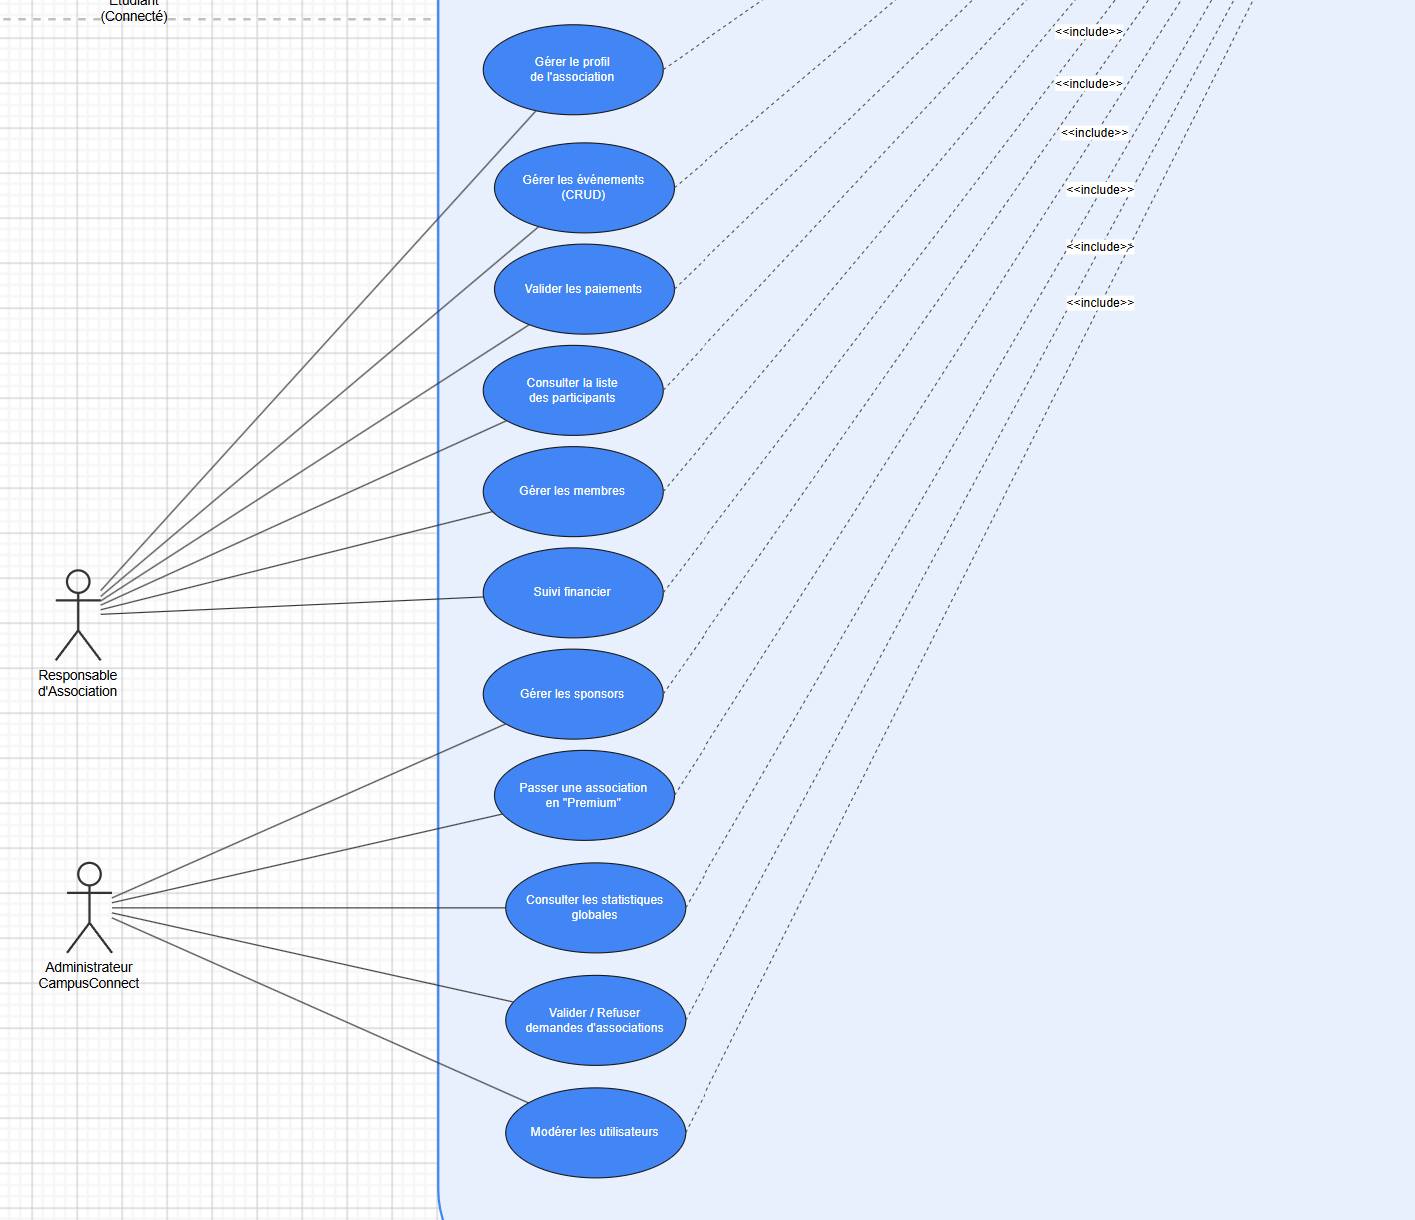 Étudiant
(Connecté)
<<include>>
Gérer le profil
de l'association
<<include>>
<<include>>
Gérer les événements
(CRUD)
<<include>>
<<include>>
Valider les paiements
<<include>>
Consulter la liste
des participants
Gérer les membres
Suivi financier
Responsable
d'Association
Gérer les sponsors
Passer une association
en "Premium"
Consulter les statistiques
globales
Administrateur
CampusConnect
Valider / Refuser
demandes d'associations
Modérer les utilisateurs